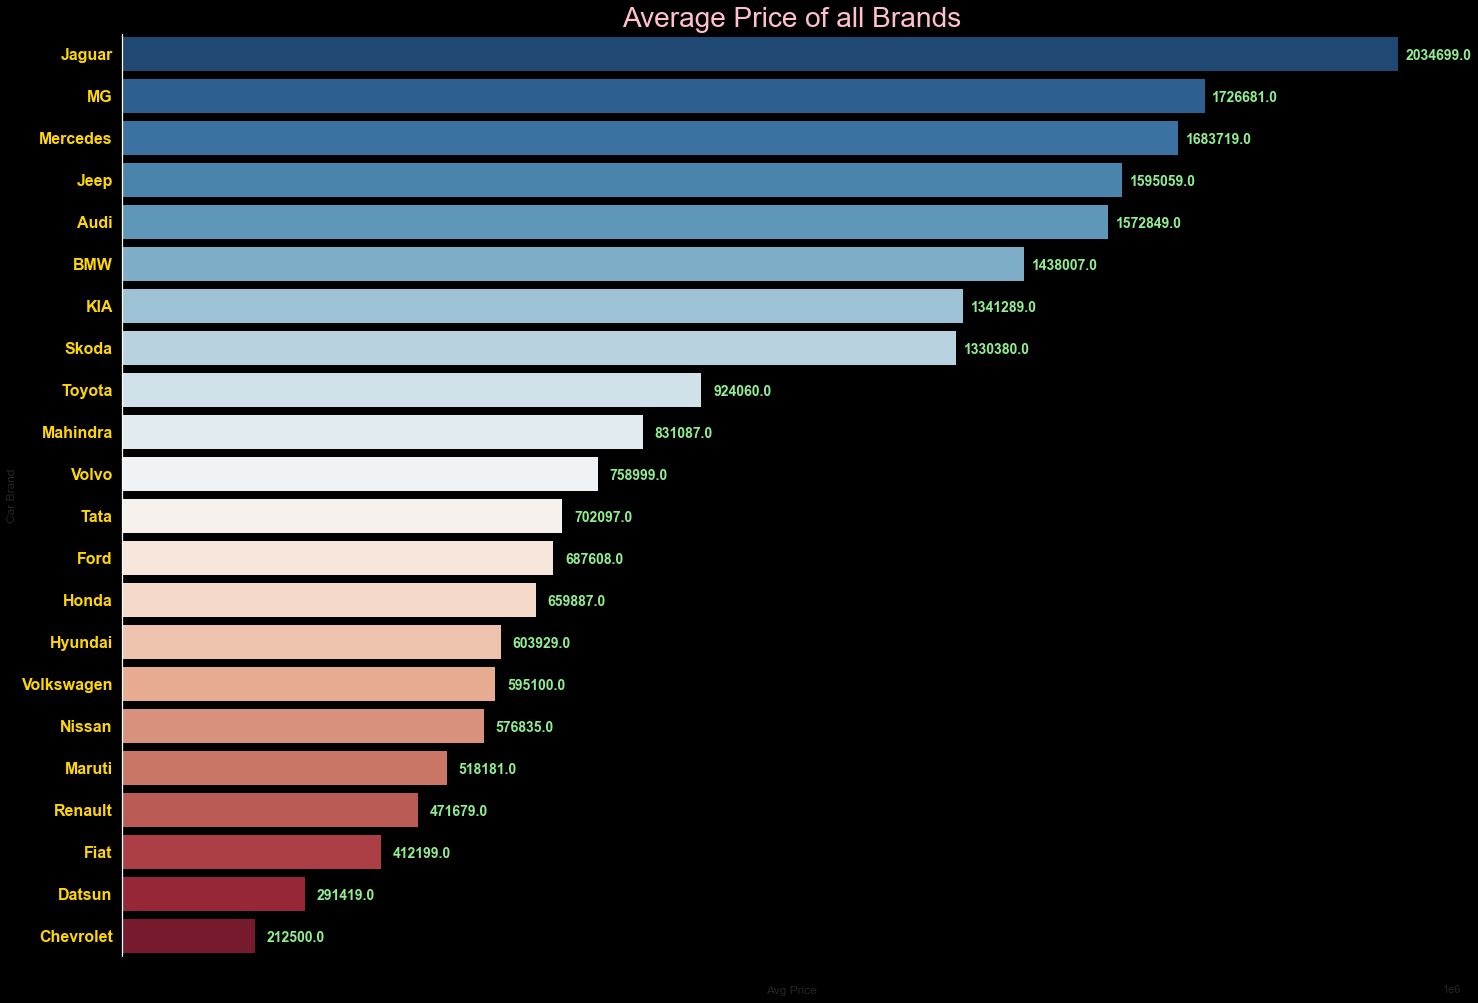 Average Price of all Brands
Jaguar 2034699.0
MG 1726681.0
Mercedes 1683719.0
Jeep 1595059.0
Audi 1572849.0
BMW 1438007.0
KIA 1341289.0
Skoda 1330380.0
Toyota 924060.0
Mahindra 831087.0
Volvo 758999.0
Tata 702097.0
Ford 687608.0
Honda 659887.0
Hyundai 603929.0
Volkswagen 595100.0
Nissan 576835.0
Maruti 518181.0
Renault 471679.0
Fiat 412199.0
Datsun 291419.0
Chevrolet 212500.0
Car Brand
Avg Price
1e6